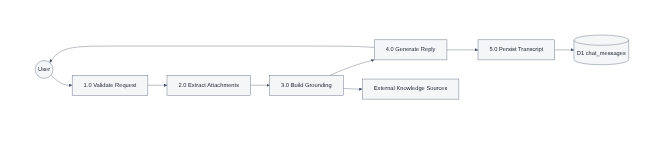 4.0 Generate Reply
5.0 Persist Transcript
D1 chat_messages
User
1.0 Validate Request
2.0 Extract Attachments
3.0 Build Grounding
External Knowledge Sources